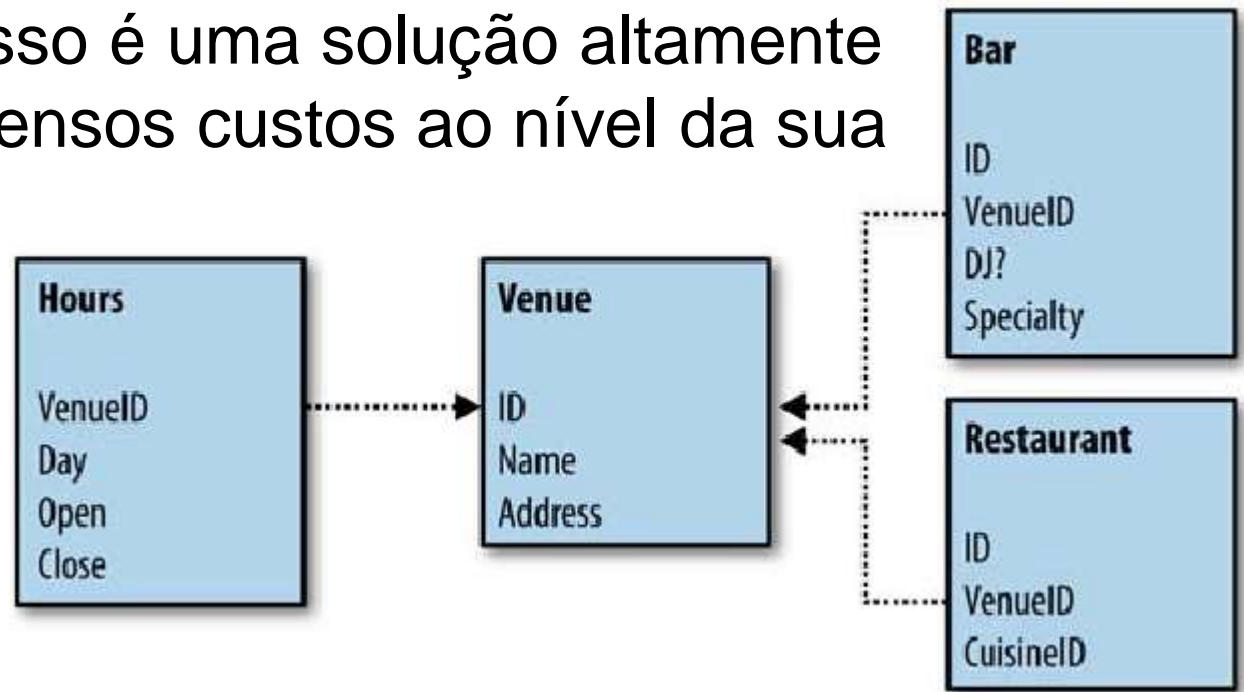 sso é uma solução altamente
ensos custos ao nível da sua
Hours
VenueID
Day
Open
Close
Venue
ID
Name
Address
Bar
ID
VenueID
DJ?
Specialty
Restaurant
ID
VenueID
CuisineID